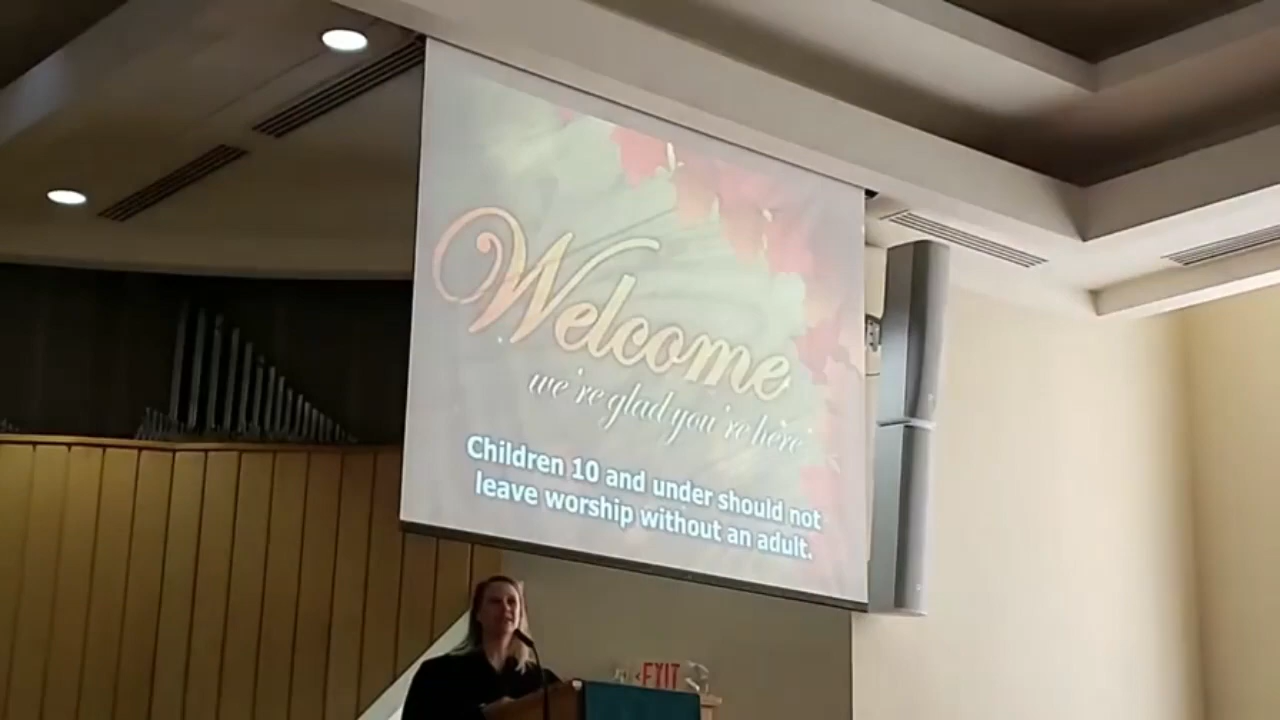 Welcome
we're glad you're here
Children 10 and under should not
leave worship without an adult.
EXIT